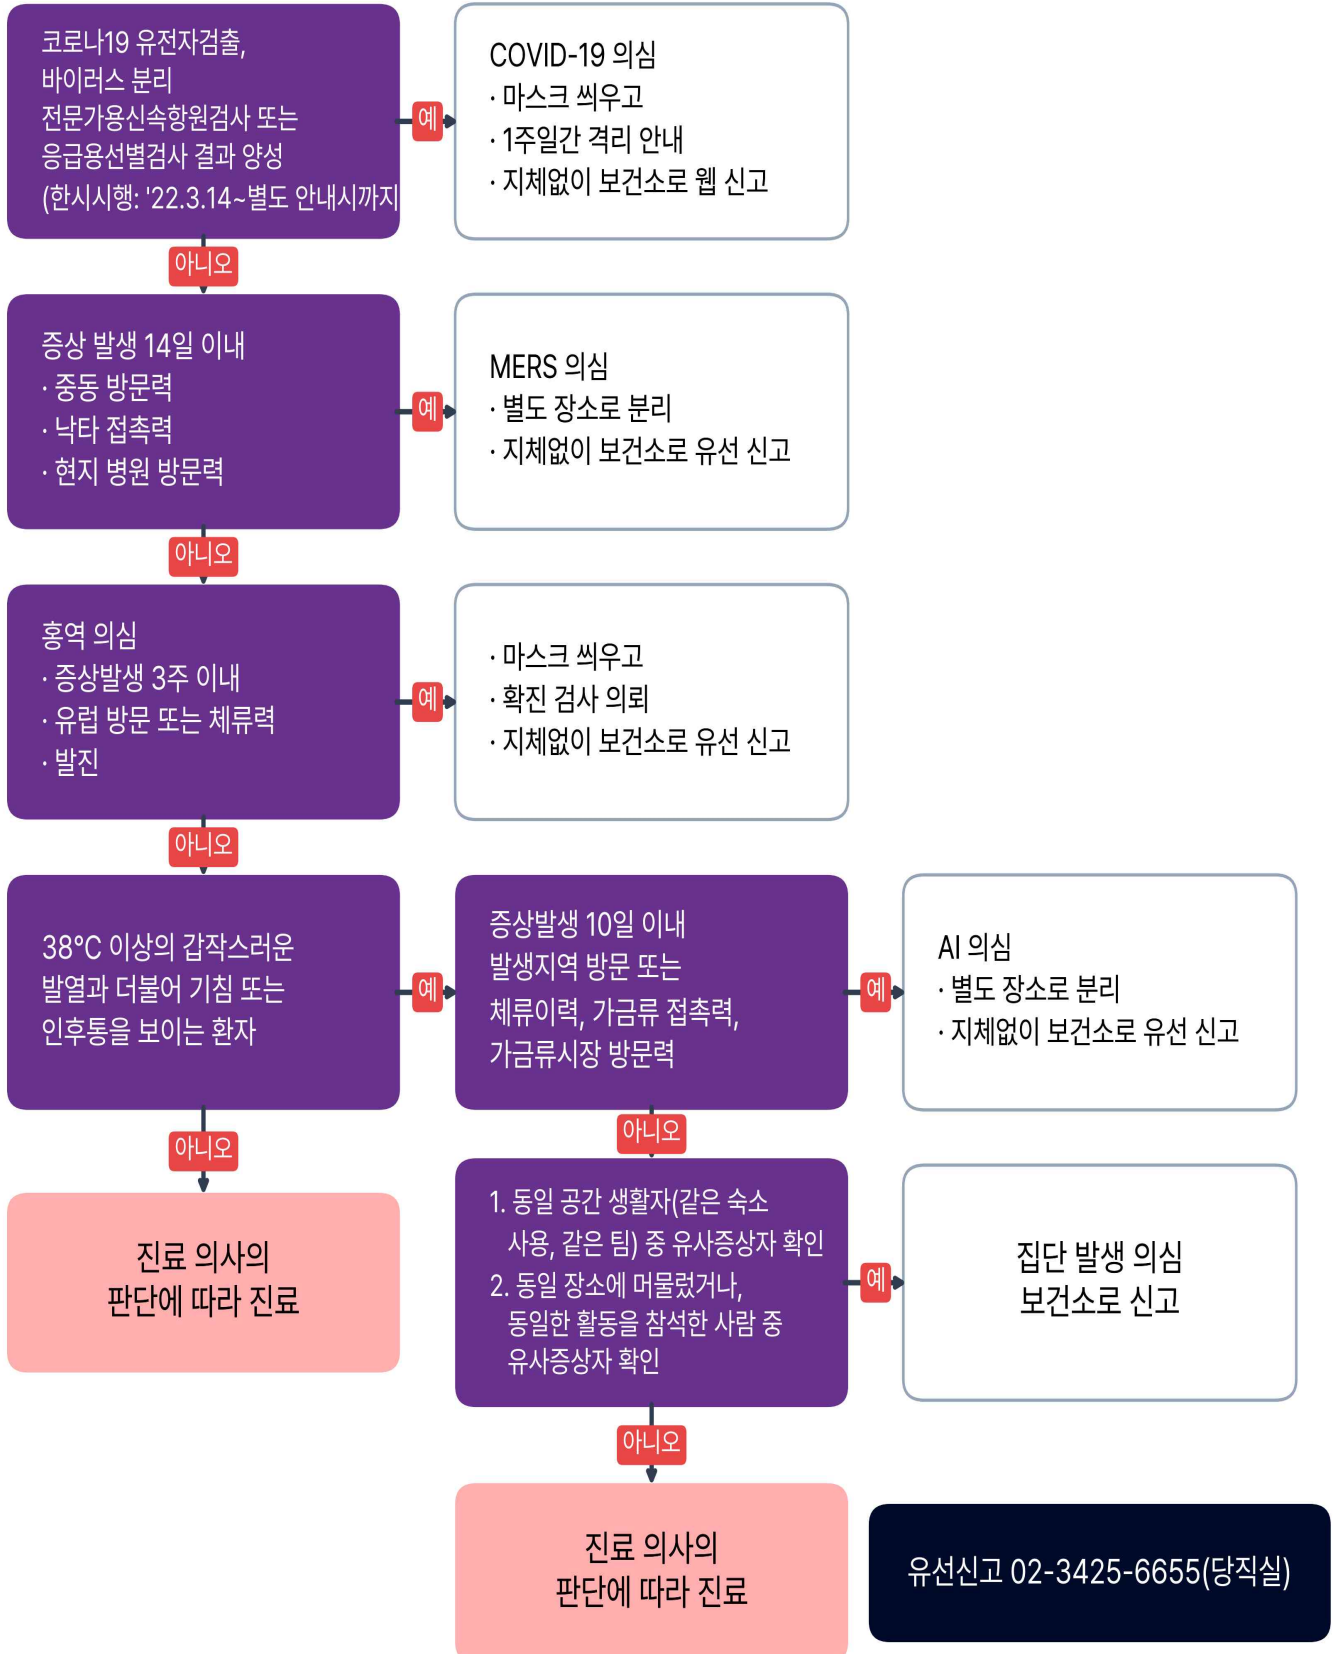 코로나19 유전자검출,
바이러스 분리
전문가용신속항원검사 또는
응급용선별검사 결과 양성
(한시시행: '22.3.14~별도 안내시까지
예
COVID-19 의심
· 마스크 씌우고
· 1주일간 격리 안내
· 지체없이 보건소로 웹 신고
아니오
증상 발생 14일 이내
· 중동 방문력
· 낙타 접촉력
· 현지 병원 방문력
예
MERS 의심
· 별도 장소로 분리
· 지체없이 보건소로 유선 신고
아니오
홍역 의심
· 증상발생 3주 이내
· 유럽 방문 또는 체류력
· 발진
예
· 마스크 씌우고
· 확진 검사 의뢰
· 지체없이 보건소로 유선 신고
아니오
38°C 이상의 갑작스러운
발열과 더불어 기침 또는
인후통을 보이는 환자
예
증상발생 10일 이내
발생지역 방문 또는
체류이력, 가금류 접촉력,
가금류시장 방문력
예
AI 의심
· 별도 장소로 분리
· 지체없이 보건소로 유선 신고
아니오
진료 의사의
판단에 따라 진료
아니오
1. 동일 공간 생활자(같은 숙소
사용, 같은 팀) 중 유사증상자 확인
2. 동일 장소에 머물렀거나,
동일한 활동을 참석한 사람 중
유사증상자 확인
예
집단 발생 의심
보건소로 신고
아니오
진료 의사의
판단에 따라 진료
유선신고 02-3425-6655(당직실)